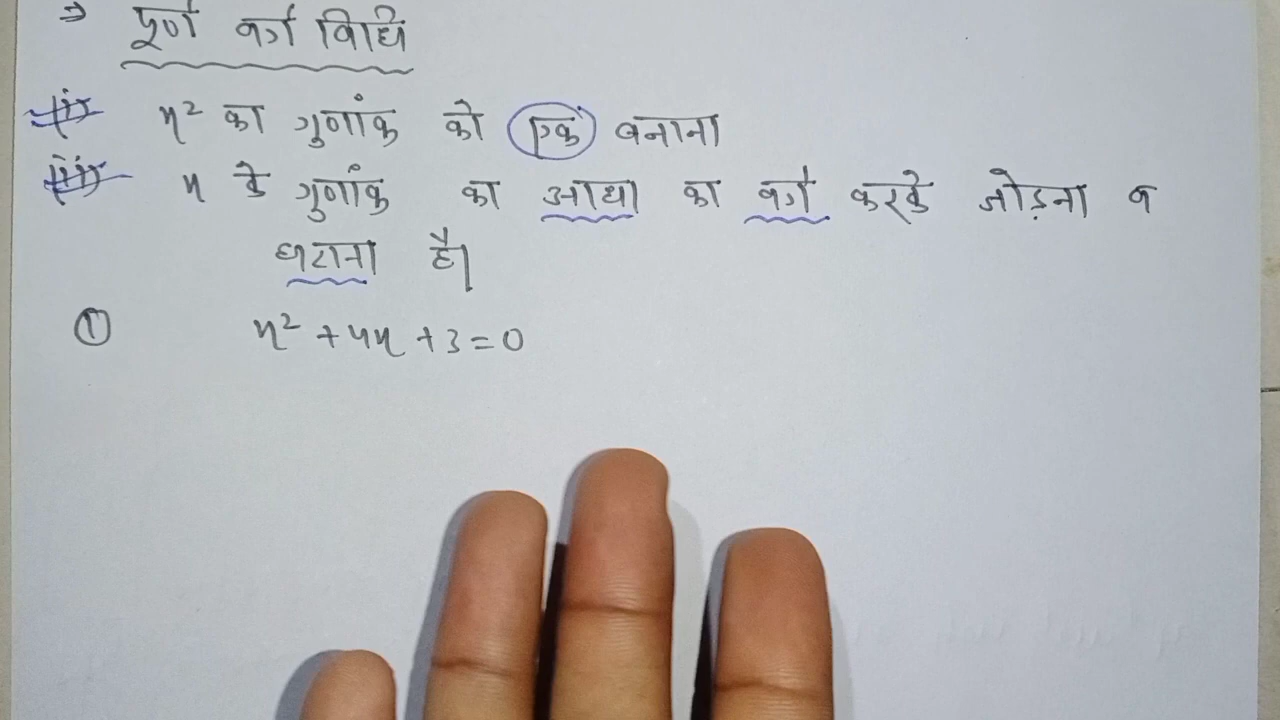 ⇒ पूर्ण वर्ग विधि
(i) x² का गुणांक को एक बनाना
(ii) x के गुणांक का आधा का वर्ग करके जोड़ना व
घटाना है।
① x² + 4x + 3 = 0